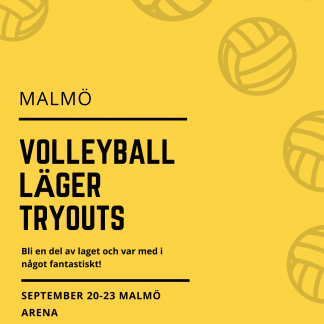 MALMÖ
VOLLEYBALL
LÄGER
TRYOUTS
Bli en del av laget och var med i
något fantastiskt!
SEPTEMBER 20-23 MALMÖ
ARENA